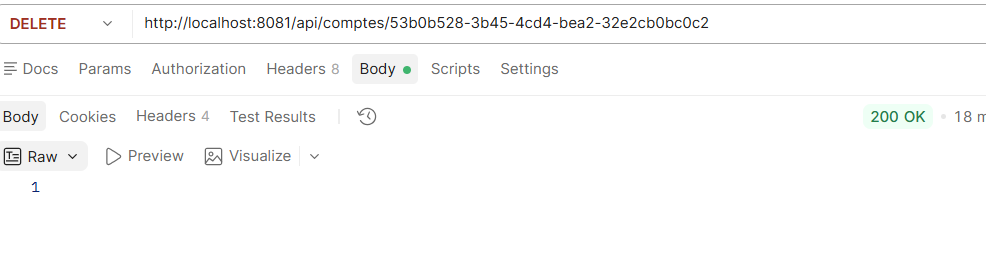 DELETE http://localhost:8081/api/comptes/53b0b528-3b45-4cd4-bea2-32e2cb0bc0c2
Docs Params Authorization Headers 8 Body Scripts Settings
Body Cookies Headers 4 Test Results 200 OK 18 m
Raw Preview Visualize
1